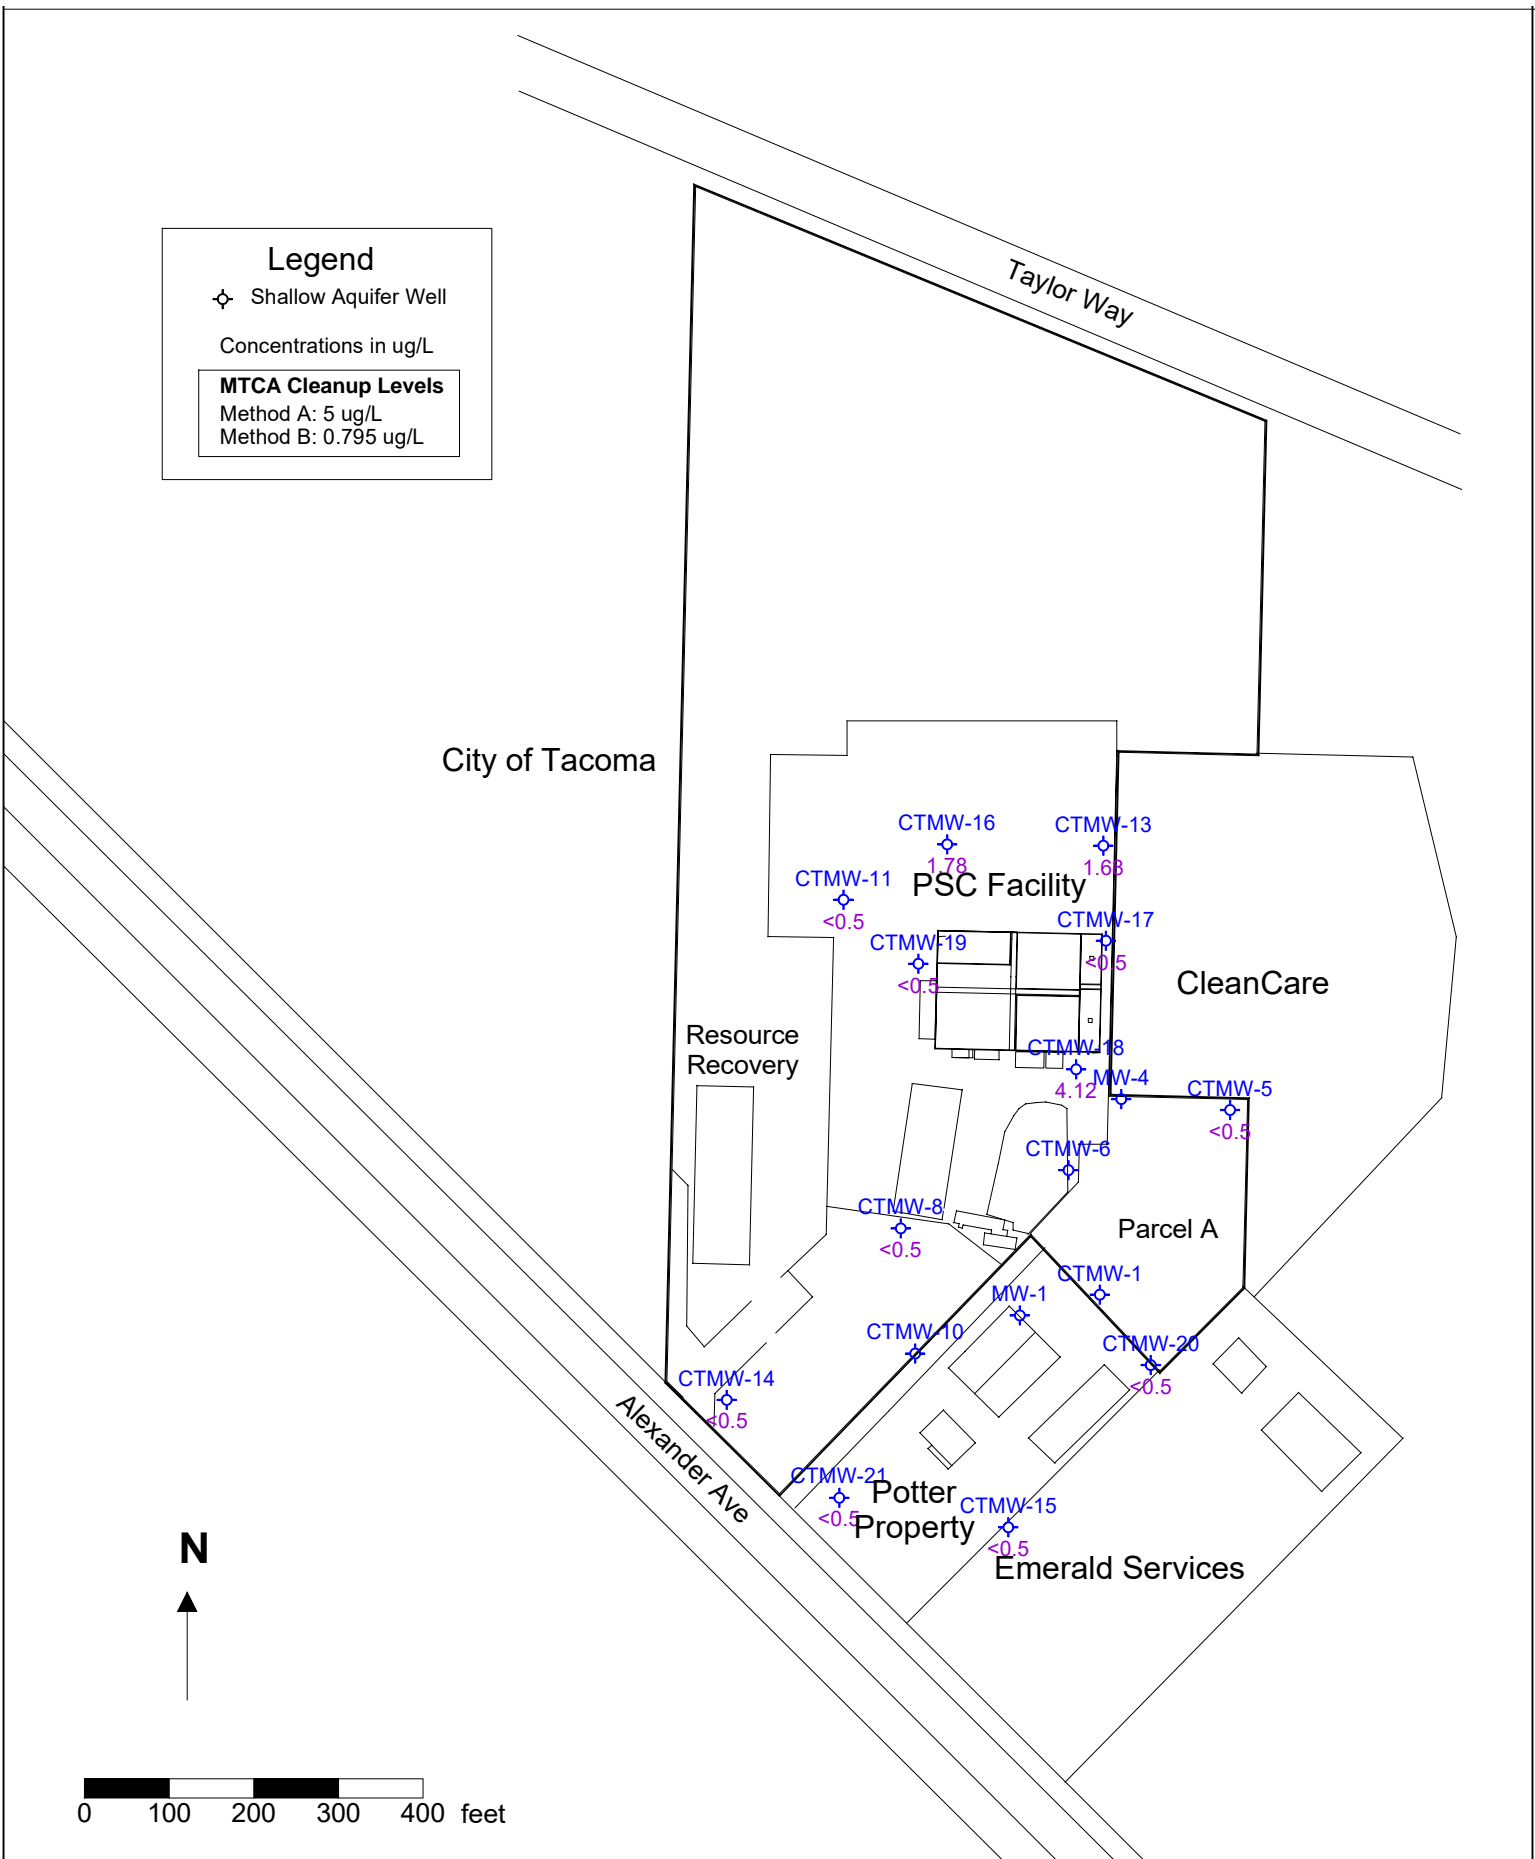 Taylor Way
Legend
Shallow Aquifer Well
Concentrations in ug/L
MTCA Cleanup Levels
Method A: 5 ug/L
Method B: 0.795 ug/L
City of Tacoma
CTMW-16
1.78
CTMW-13
1.63
PSC Facility
CTMW-11
<0.5
CTMW-17
<0.5
CTMW-19
<0.5
CleanCare
Resource
Recovery
CTMW-18
4.12
MW-4
CTMW-5
<0.5
CTMW-6
CTMW-8
<0.5
Parcel A
CTMW-1
MW-1
CTMW-10
CTMW-20
<0.5
CTMW-14
<0.5
Alexander Ave
CTMW-21
<0.5
Potter
Property
CTMW-15
<0.5
Emerald Services
N
0 100 200 300 400 feet